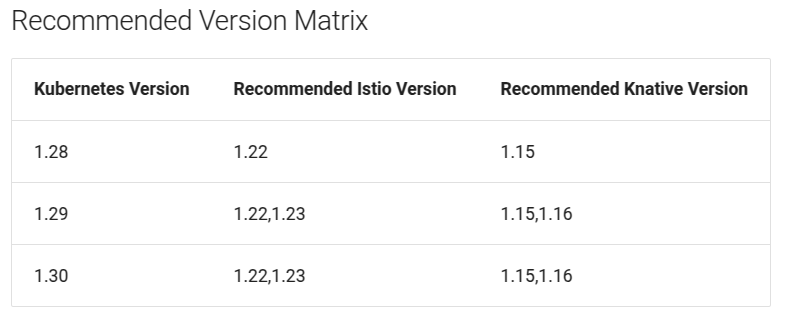 Recommended Version Matrix
Kubernetes Version Recommended Istio Version Recommended Knative Version
1.28 1.22 1.15
1.29 1.22,1.23 1.15,1.16
1.30 1.22,1.23 1.15,1.16